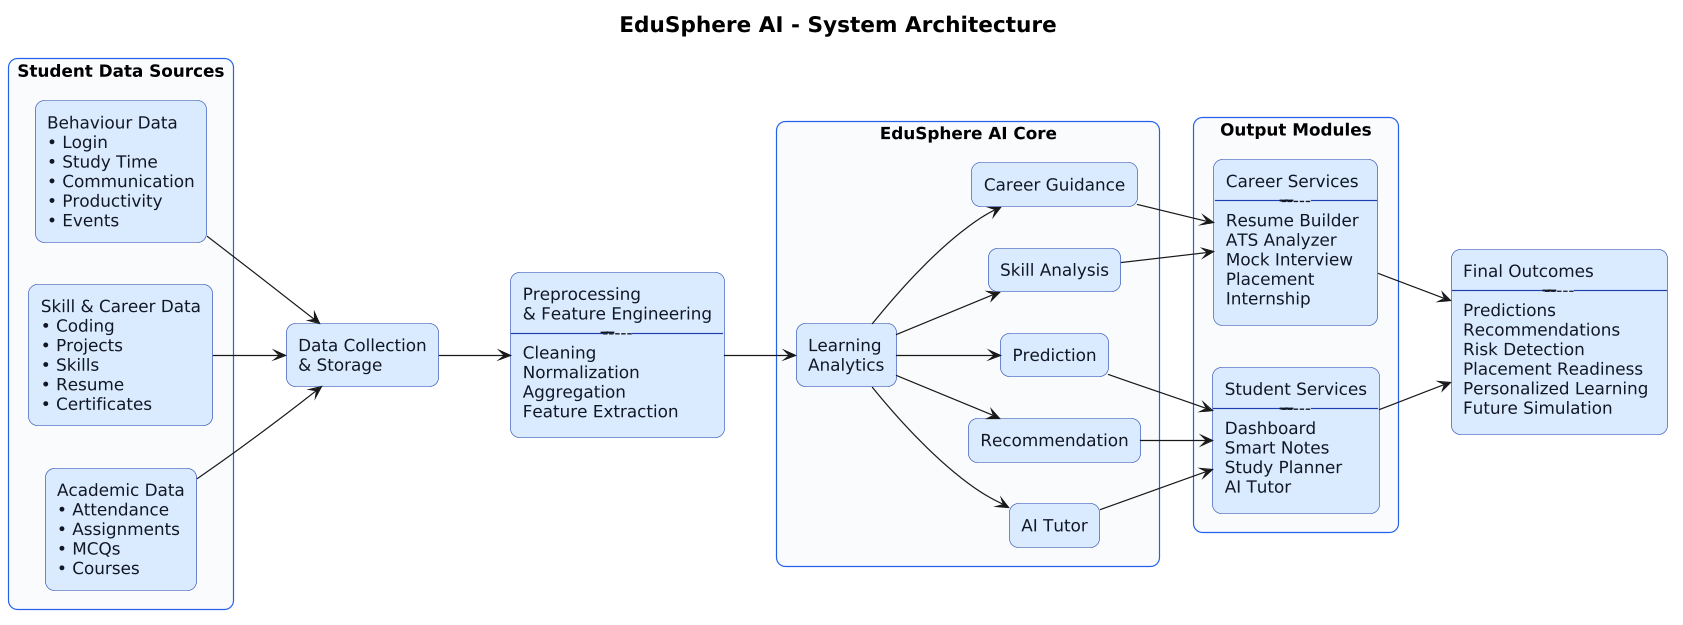 EduSphere AI - System Architecture
Student Data Sources
Behaviour Data
• Login
• Study Time
• Communication
• Productivity
• Events
Skill & Career Data
• Coding
• Projects
• Skills
• Resume
• Certificates
Academic Data
• Attendance
• Assignments
• MCQs
• Courses
Data Collection
& Storage
Preprocessing
& Feature Engineering
Cleaning
Normalization
Aggregation
Feature Extraction
EduSphere AI Core
Learning
Analytics
Career Guidance
Skill Analysis
Prediction
Recommendation
AI Tutor
Output Modules
Career Services
Resume Builder
ATS Analyzer
Mock Interview
Placement
Internship
Student Services
Dashboard
Smart Notes
Study Planner
AI Tutor
Final Outcomes
Predictions
Recommendations
Risk Detection
Placement Readiness
Personalized Learning
Future Simulation